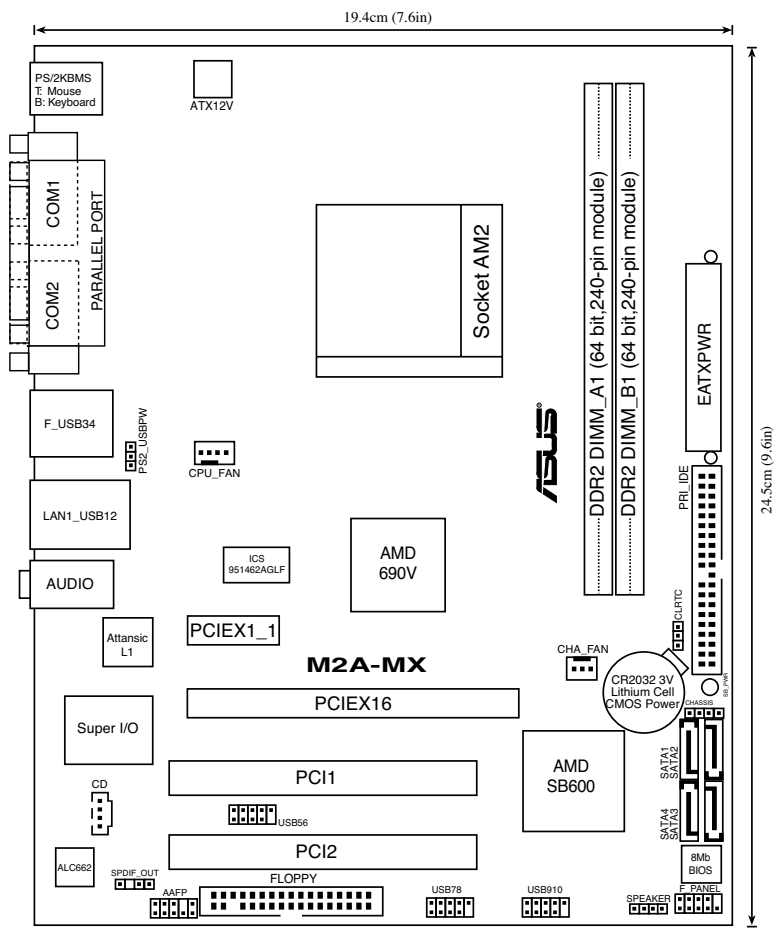 19.4cm (7.6in)
PS/2KBMS
T: Mouse
B: Keyboard
ATX12V
COM1
COM2
PARALLEL PORT
Socket AM2
DDR2 DIMM_A1 (64 bit,240-pin module)
DDR2 DIMM_B1 (64 bit,240-pin module)
EATXPWR
24.5cm (9.6in)
F_USB34
PS2_USBPW
CPU_FAN
ASUS
PRI_IDE
LAN1_USB12
ICS
951462AGLF
AMD
690V
AUDIO
PCIEX1_1
CLRTC
Attansic
L1
M2A-MX
CHA_FAN
CR2032 3V
Lithium Cell
CMOS Power
SB_PWR
PCIEX16
CHASSIS
Super I/O
AMD
SB600
SATA1
SATA2
PCI1
CD
USB56
SATA4
SATA3
PCI2
8Mb
BIOS
ALC662
SPDIF_OUT
FLOPPY
AAFP
USB78
USB910
SPEAKER
F_PANEL